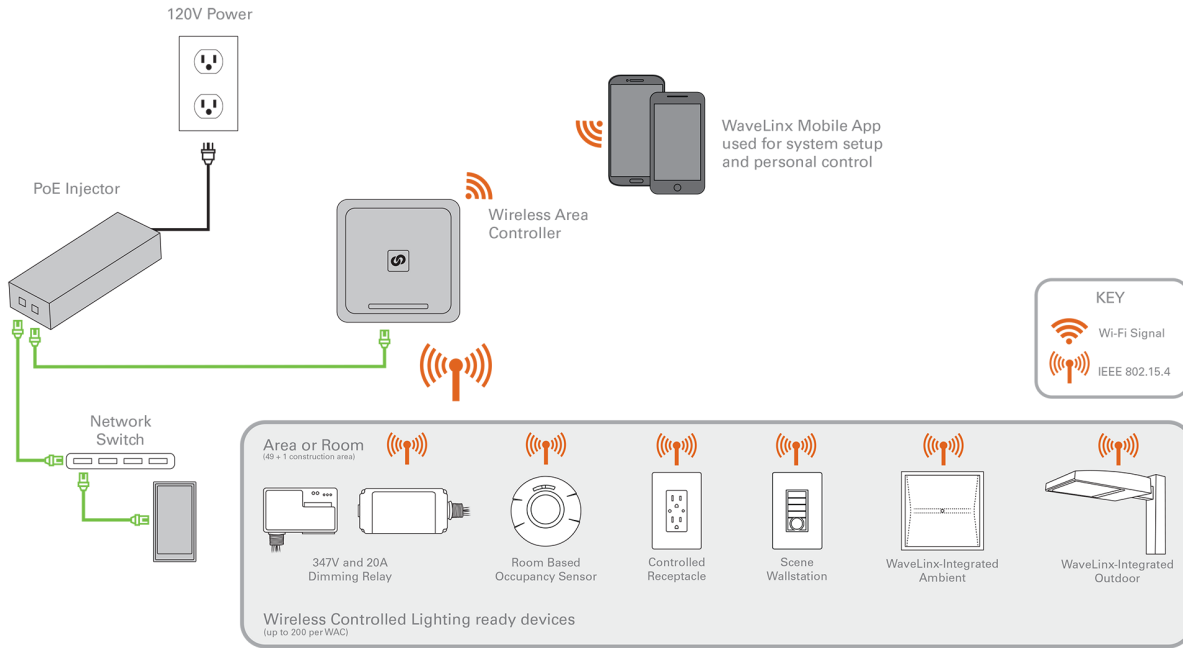 120V Power
PoE Injector
WaveLinx Mobile App
used for system setup
and personal control
Wireless Area
Controller
KEY
Wi-Fi Signal
IEEE 802.15.4
Network
Switch
Area or Room
(49 + 1 construction area)
347V and 20A
Dimming Relay
Room Based
Occupancy Sensor
Controlled
Receptacle
Scene
Wallstation
WaveLinx-Integrated
Ambient
WaveLinx-Integrated
Outdoor
Wireless Controlled Lighting ready devices
(up to 200 per WAC)